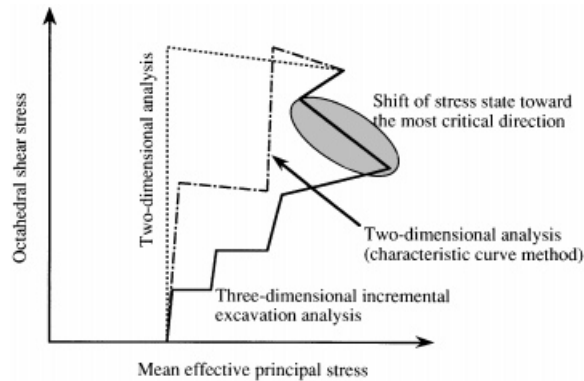 Octahedral shear stress
Two-dimensional analysis
Shift of stress state toward
the most critical direction
Two-dimensional analysis
(characteristic curve method)
Three-dimensional incremental
excavation analysis
Mean effective principal stress